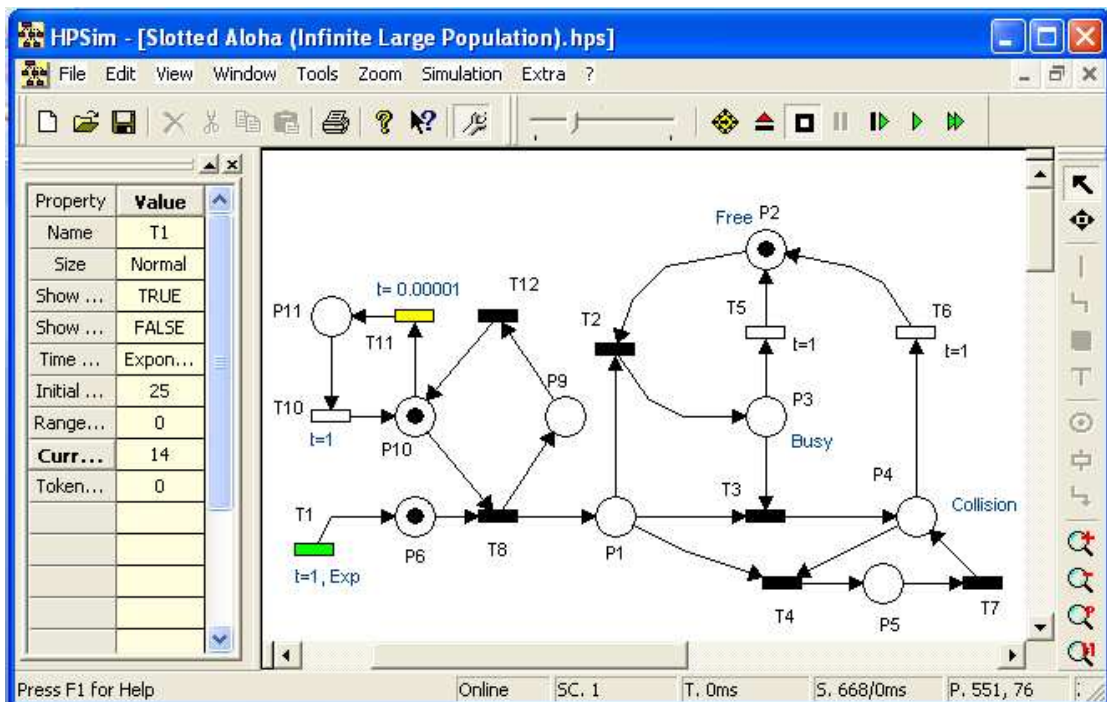 HPSim - [Slotted Aloha (Infinite Large Population).hps]
File Edit View Window Tools Zoom Simulation Extra ?
Property Value
Name T1
Size Normal
Show ... TRUE
Show ... FALSE
Time ... Expon...
Initial ... 25
Range... 0
Curr... 14
Token... 0
Free P2
t= 0.00001 T12
P11
T11
T2
T5
T6
t=1
t=1
P9
T10
t=1
P10
P3
Busy
T3
P4
Collision
T1
P6
T8
P1
t=1, Exp
T4
P5
T7
Press F1 for Help
Online
SC. 1
T. 0ms
S. 668/0ms
P. 551, 76